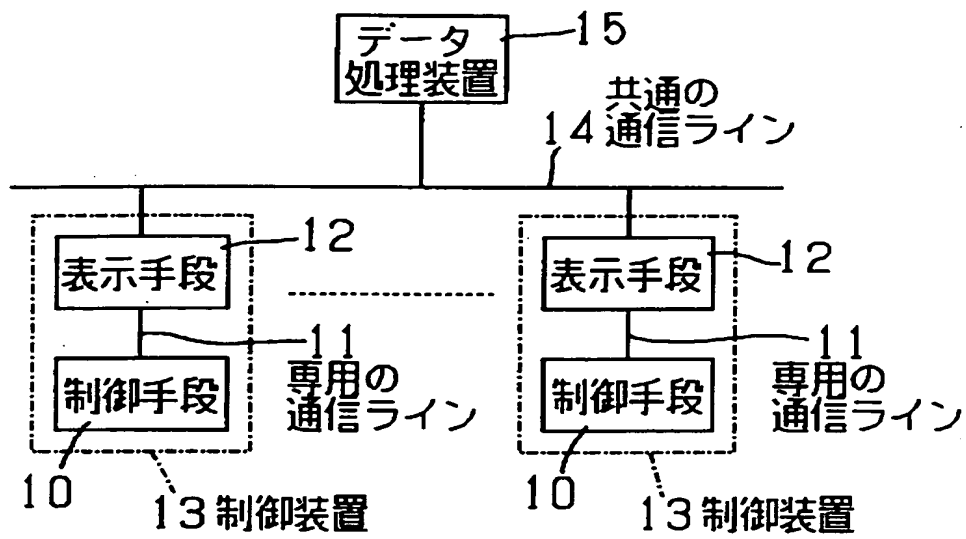 データ
処理装置
15
共通の
14 通信ライン
表示手段
12
表示手段
12
11
専用の
通信ライン
11
専用の
通信ライン
制御手段
10
制御手段
10
13 制御装置
13 制御装置